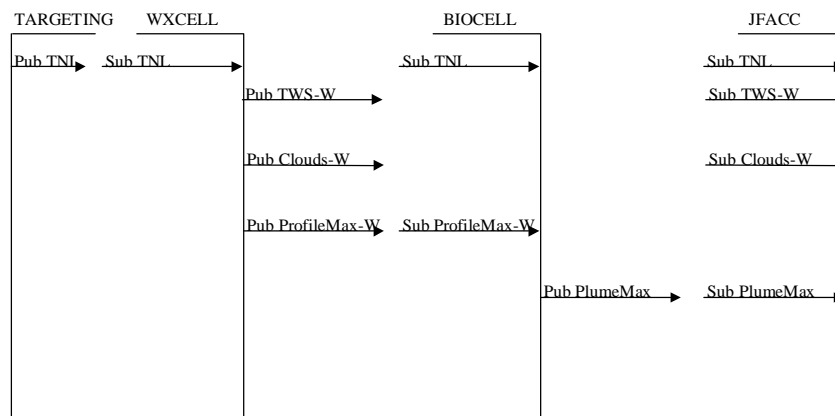 TARGETING WXCELL BIOCELL JFACC
Pub TNL Sub TNL Sub TNL Sub TNL
Pub TWS-W Sub TWS-W
Pub Clouds-W Sub Clouds-W
Pub ProfileMax-W Sub ProfileMax-W
Pub PlumeMax Sub PlumeMax